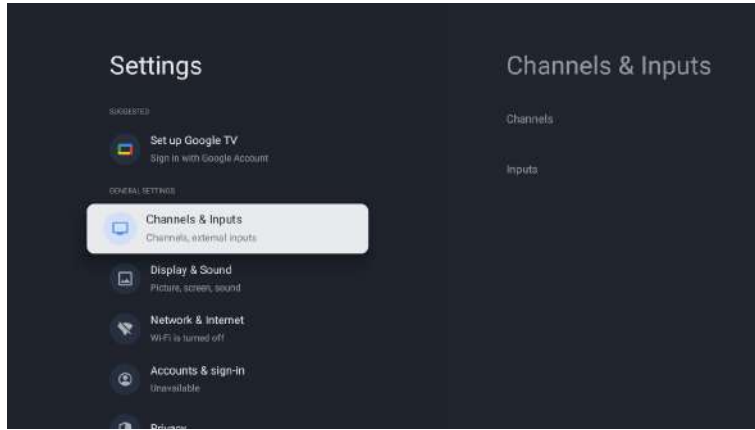 Settings
SUGGESTED
Set up Google TV
Sign in with Google Account
GENERAL SETTINGS
Channels & Inputs
Channels, external inputs
Display & Sound
Picture, screen, sound
Network & Internet
Wi-Fi is turned off
Accounts & sign-in
Unavailable
Privacy
Channels & Inputs
Channels
Inputs